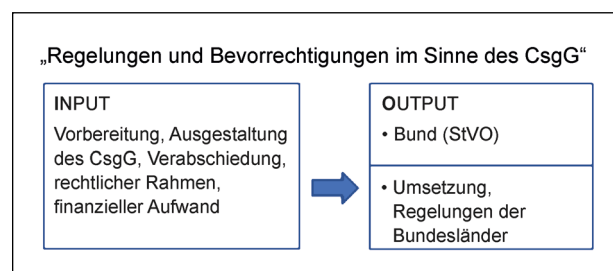 „Regelungen und Bevorrechtigungen im Sinne des CsgG“
INPUT
Vorbereitung, Ausgestaltung
des CsgG, Verabschiedung,
rechtlicher Rahmen,
finanzieller Aufwand
OUTPUT
• Bund (StVO)
• Umsetzung,
Regelungen der
Bundesländer